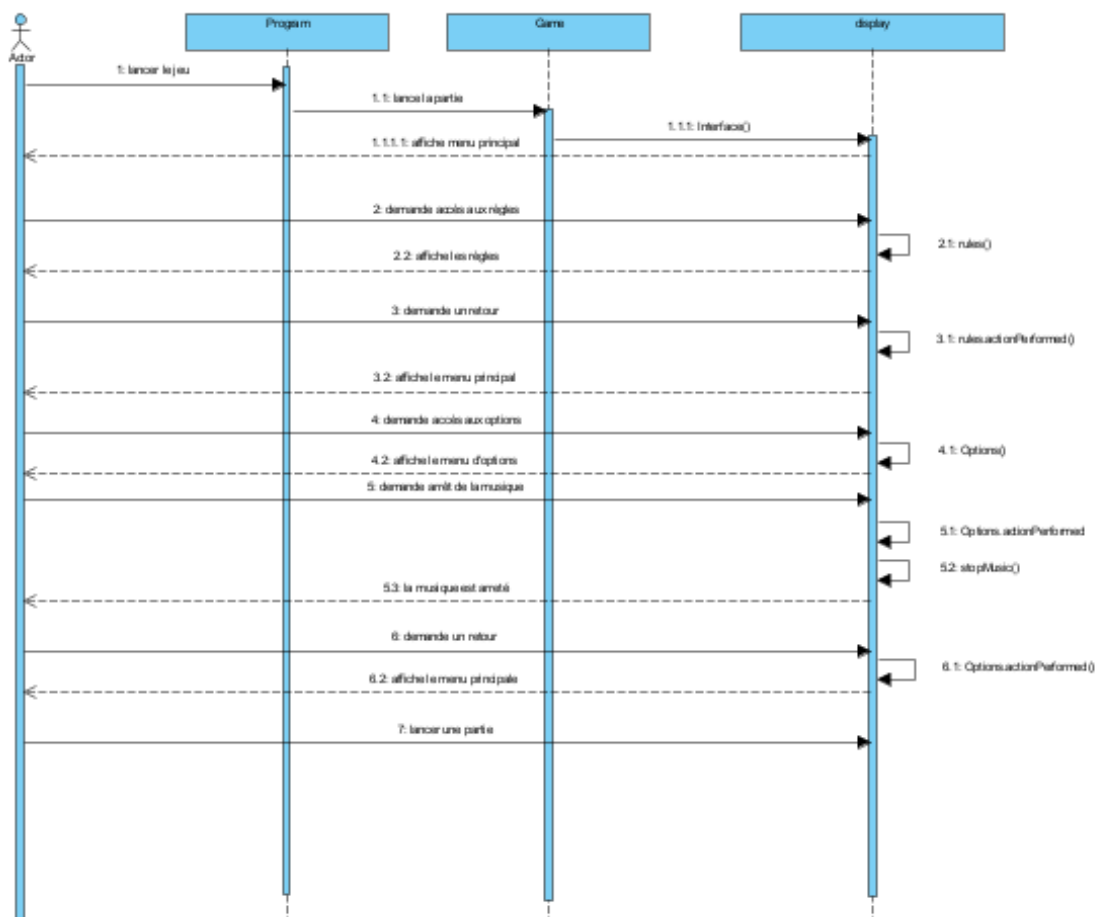 Program
Game
display
Actor
1: lancer le jeu
1.1: lance la partie
1.1.1: Interface()
1.1.1.1: affiche menu principal
2: demande accès aux règles
2.1: rules()
2.2: affiche les règles
3: demande un retour
3.1: rules.actionPerformed()
3.2: affiche le menu principal
4: demande accès aux options
4.1: Options()
4.2: affiche le menu d'options
5: demande arrêt de la musique
5.1: Options.actionPerformed
5.2: stopMusic()
5.3: la musique est arreté
6: demande un retour
6.1: Options.actionPerformed()
6.2: affiche le menu principale
7: lancer une partie